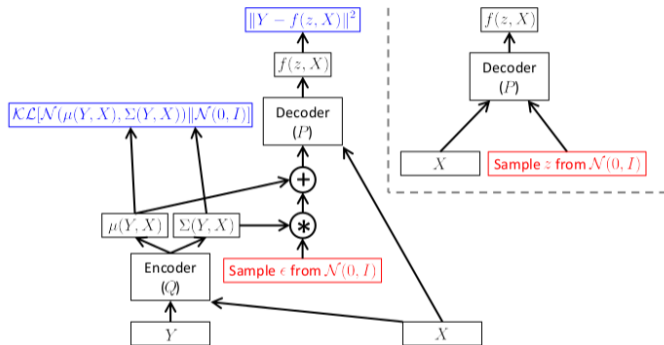 ‖Y − f(z, X)‖²
f(z, X)
Decoder
(P)
𝒦ℒ[𝒩(μ(Y, X), Σ(Y, X))‖𝒩(0, I)]
+
μ(Y, X)
Σ(Y, X)
*
Encoder
(Q)
Sample ϵ from 𝒩(0, I)
Y
X
f(z, X)
Decoder
(P)
X
Sample z from 𝒩(0, I)